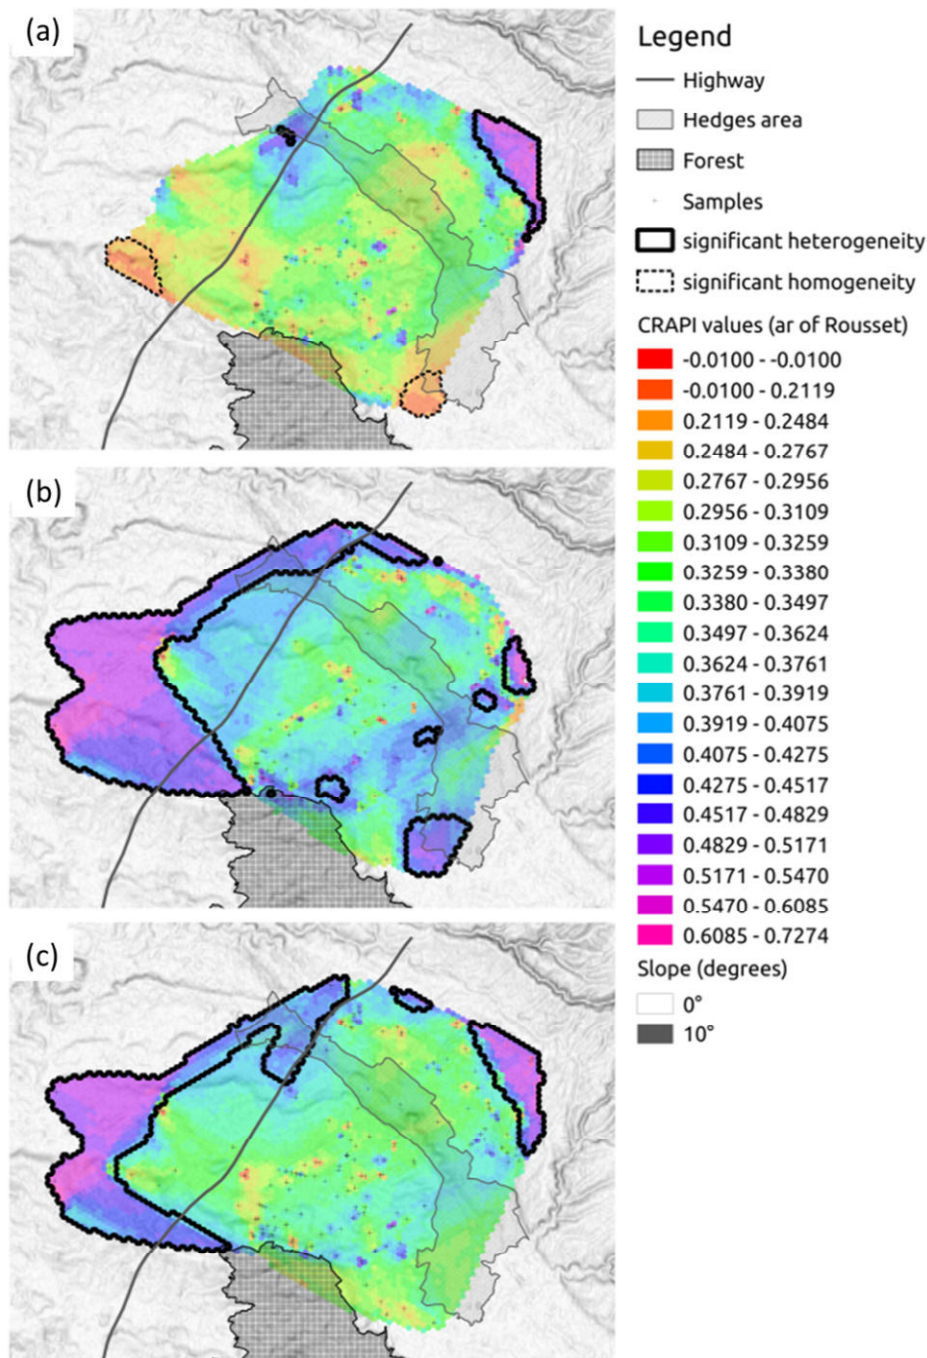 (a)
(b)
(c)
Legend
Highway
Hedges area
Forest
Samples
significant heterogeneity
significant homogeneity
CRAPI values (ar of Rousset)
-0.0100 - -0.0100
-0.0100 - 0.2119
0.2119 - 0.2484
0.2484 - 0.2767
0.2767 - 0.2956
0.2956 - 0.3109
0.3109 - 0.3259
0.3259 - 0.3380
0.3380 - 0.3497
0.3497 - 0.3624
0.3624 - 0.3761
0.3761 - 0.3919
0.3919 - 0.4075
0.4075 - 0.4275
0.4275 - 0.4517
0.4517 - 0.4829
0.4829 - 0.5171
0.5171 - 0.5470
0.5470 - 0.6085
0.6085 - 0.7274
Slope (degrees)
0°
10°